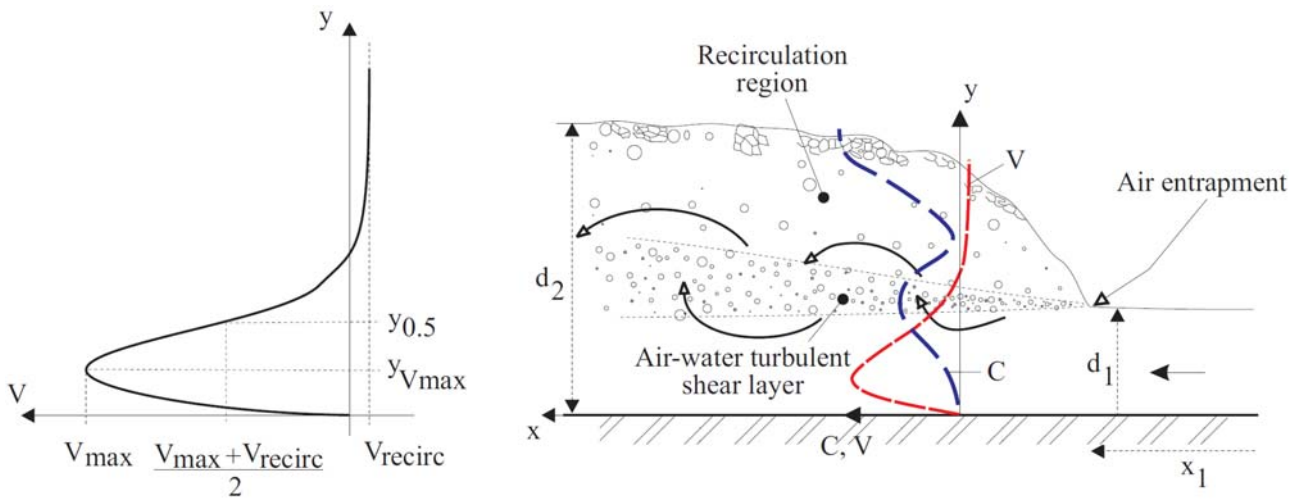 y
y0.5
yVmax
V
Vmax
Vmax + Vrecirc
2
Vrecirc
Recirculation
region
y
V
Air entrapment
d2
d1
Air-water turbulent
shear layer
C
x
C, V
x1